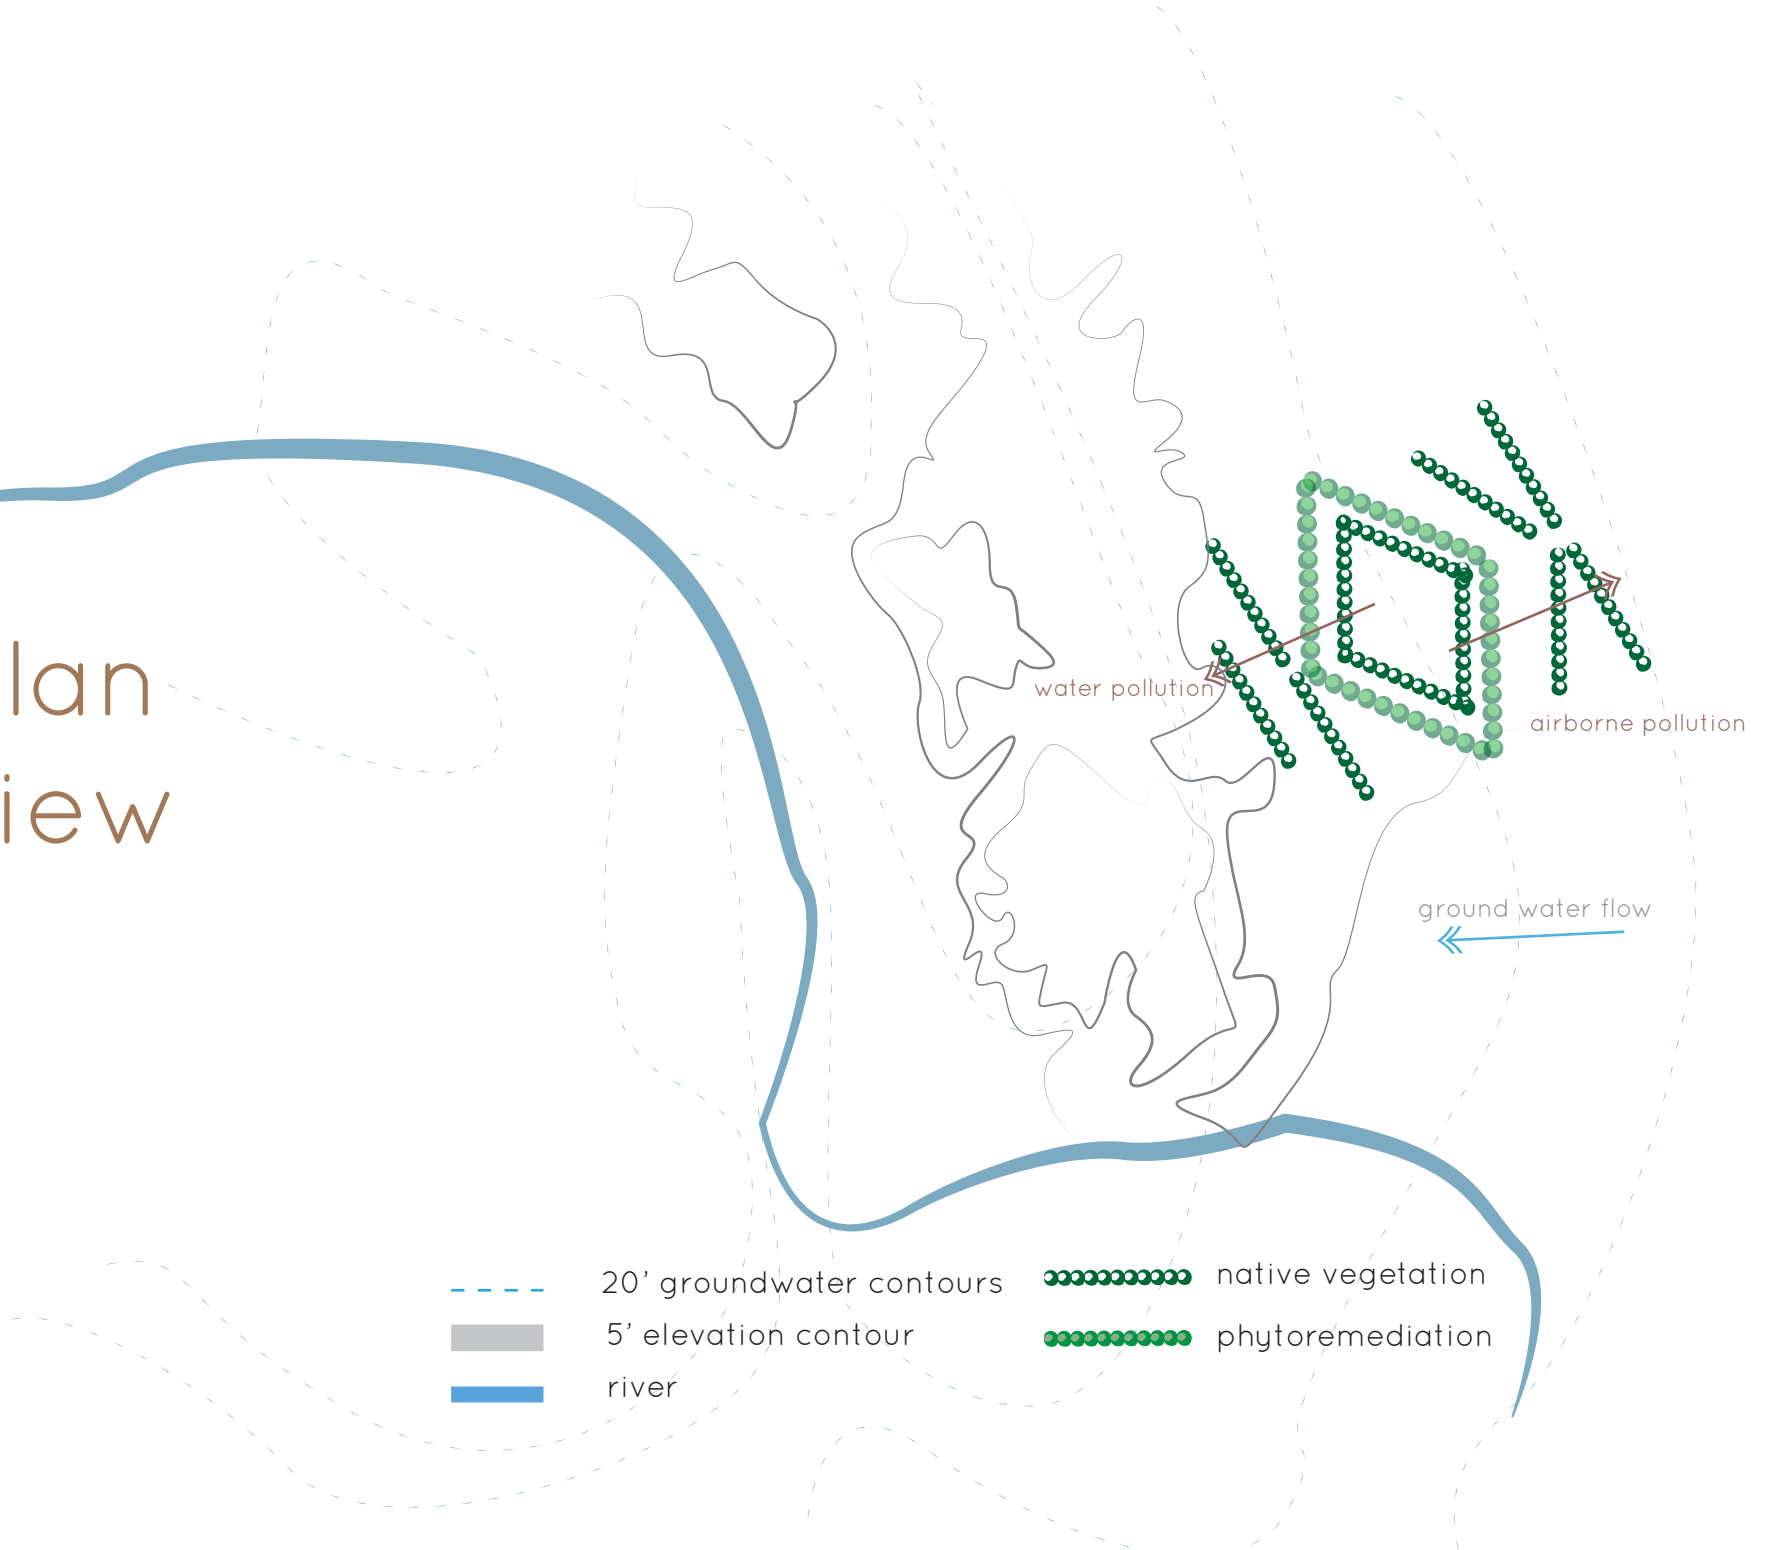 lan
iew
water pollution
airborne pollution
ground water flow
20’ groundwater contours
5’ elevation contour
river
native vegetation
phytoremediation